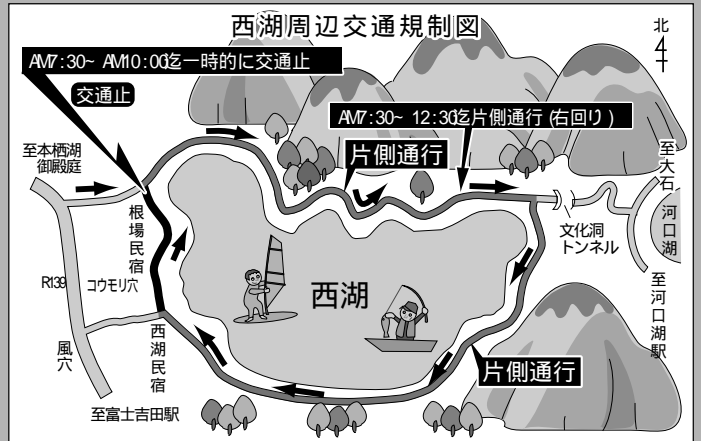 西湖周辺交通規制図
北
AM7:30~AM10:00迄一時的に交通止
交通止
AM7:30~12:30迄片側通行(右回り)
片側通行
至本栖湖
御殿庭
至大石
河口湖
文化洞
トンネル
根場民宿
R139
コウモリ穴
西湖
至河口湖駅
西湖民宿
風穴
片側通行
至富士吉田駅